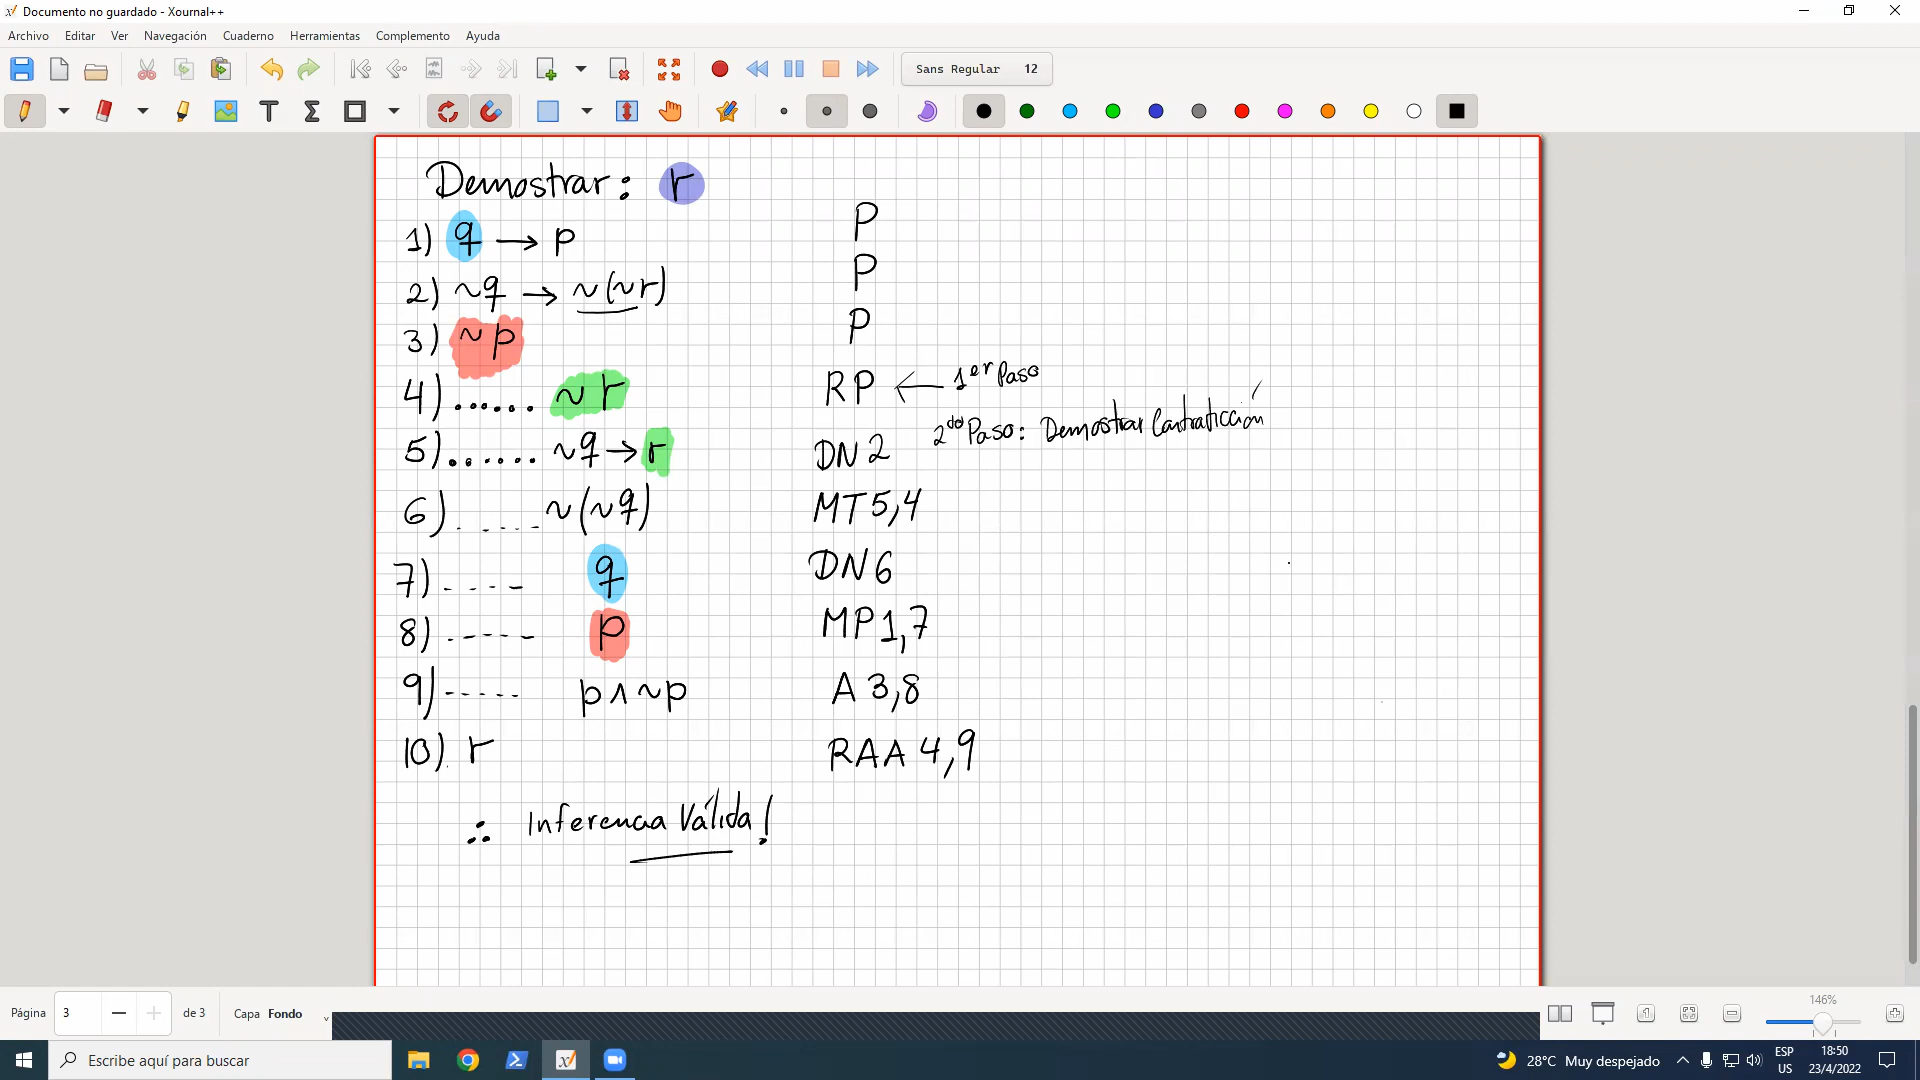 Documento no guardado - Xournal++
Archivo Editar Ver Navegación Cuaderno Herramientas Complemento Ayuda
Sans Regular 12
Demostrar: r
1) q → p P
2) ~q → ~(~r) P
3) ~p P
4) ...... ~r RP ← 1er Paso
2do Paso: Demostrar Contraticción
5) ...... ~q → r DN 2
6) ...... ~(~q) MT 5,4
7) ---- q DN 6
8) ----- p MP 1,7
9) ----- p ∧ ~p A 3,8
10) r RAA 4,9
∴ Inferencia Válida!
Página 3 de 3 Capa Fondo 146%
Escribe aquí para buscar
28°C Muy despejado
ESP
US
18:50
23/4/2022